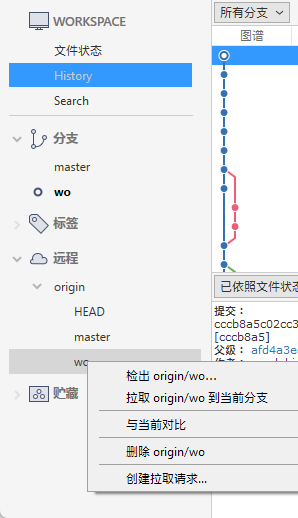 WORKSPACE
文件状态
History
Search
分支
master
wo
标签
远程
origin
HEAD
master
wo
贮藏
所有分支
图谱
已依照文件状态
提交：
cccb8a5c02cc3
[cccb8a5]
父级： afd4a3e
检出 origin/wo...
拉取 origin/wo 到当前分支
与当前对比
删除 origin/wo
创建拉取请求...